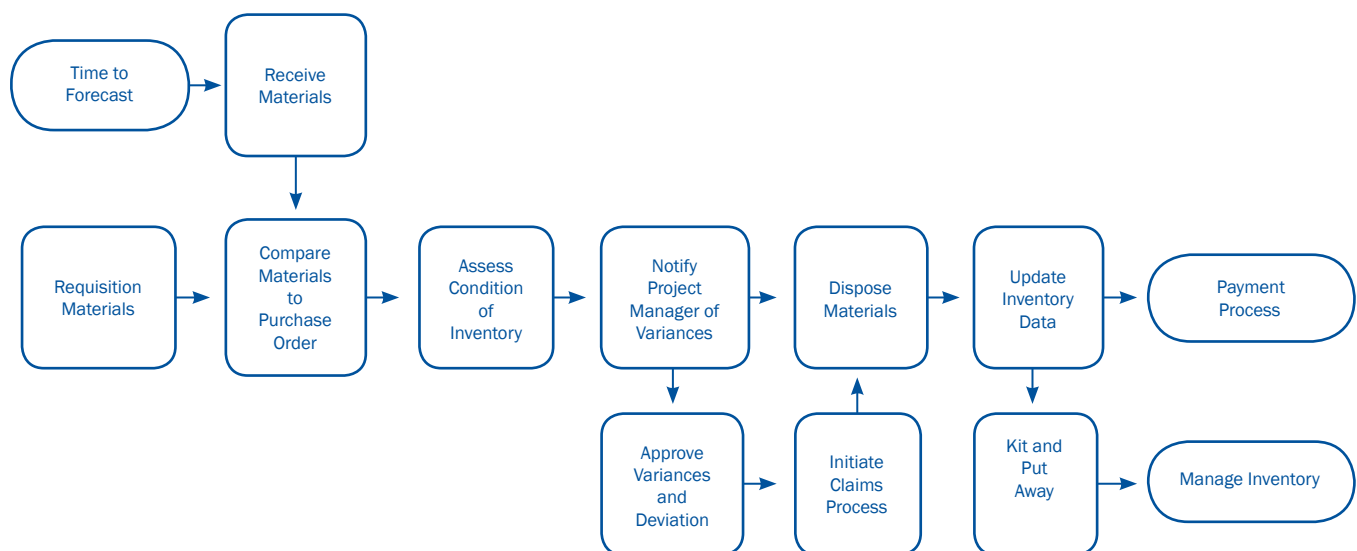 Time to
Forecast
Receive
Materials
Requisition
Materials
Compare
Materials
to
Purchase
Order
Assess
Condition
of
Inventory
Notify
Project
Manager of
Variances
Dispose
Materials
Update
Inventory
Data
Payment
Process
Approve
Variances
and
Deviation
Initiate
Claims
Process
Kit and
Put
Away
Manage Inventory